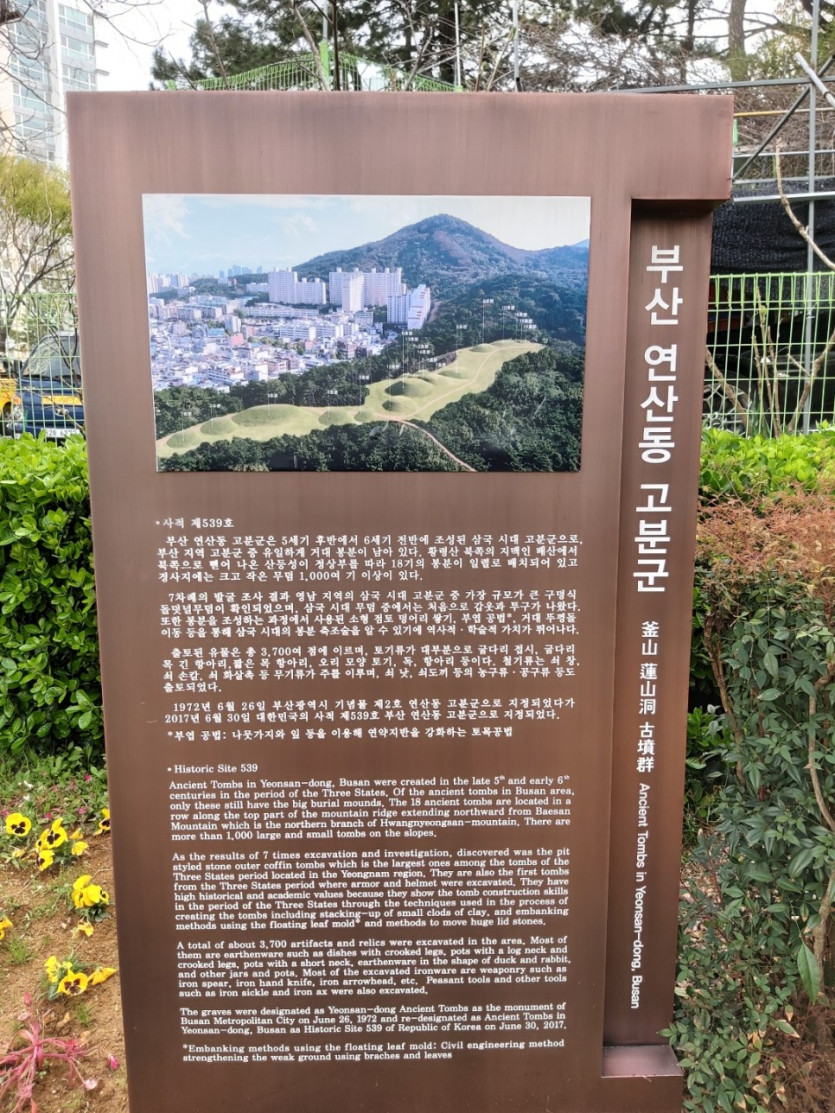 * 사적 제539호
부산 연산동 고분군은 5세기 후반에서 6세기 전반에 조성된 삼국 시대 고분군으로,
부산 지역 고분군 중 유일하게 거대 봉분이 남아 있다. 황령산 북쪽의 지맥인 배산에서
북쪽으로 뻗어 나온 산등성이 정상부를 따라 18기의 봉분이 일렬로 배치되어 있고
경사지에는 크고 작은 무덤 1,000여 기 이상이 있다.
7차례의 발굴 조사 결과 영남 지역의 삼국 시대 고분군 중 가장 규모가 큰 구덩식
돌덧널무덤이 확인되었으며, 삼국 시대 무덤 중에서는 처음으로 갑옷과 투구가 나왔다.
또한 봉분을 조성하는 과정에서 사용된 소형 점토 덩어리 쌓기, 부엽 공법*, 거대 뚜껑돌
이동 등을 통해 삼국 시대의 봉분 축조술을 알 수 있기에 역사적·학술적 가치가 뛰어나다.
출토된 유물은 총 3,700여 점에 이르며, 토기류가 대부분으로 굽다리 접시, 굽다리
목 긴 항아리, 짧은 목 항아리, 오리 모양 토기, 독, 항아리 등이다. 철기류는 쇠 창,
쇠 손칼, 쇠 화살촉 등 무기류가 주를 이루며, 쇠 낫, 쇠도끼 등의 농구류·공구류 등도
출토되었다.
1972년 6월 26일 부산광역시 기념물 제2호 연산동 고분군으로 지정되었다가
2017년 6월 30일 대한민국의 사적 제539호 부산 연산동 고분군으로 지정되었다.
*부엽 공법: 나뭇가지와 잎 등을 이용해 연약지반을 강화하는 토목공법
* Historic Site 539
Ancient Tombs in Yeonsan-dong, Busan were created in the late 5th and early 6th
centuries in the period of the Three States. Of the ancient tombs in Busan area,
only these still have the big burial mounds. The 18 ancient tombs are located in a
row along the top part of the mountain ridge extending northward from Baesan
Mountain which is the northern branch of Hwangnyeongsan-mountain. There are
more than 1,000 large and small tombs on the slopes.
As the results of 7 times excavation and investigation, discovered was the pit
styled stone outer coffin tombs which is the largest ones among the tombs of the
Three States period located in the Yeongnam region. They are also the first tombs
from the Three States period where armor and helmet were excavated. They have
high historical and academic values because they show the tomb construction skills
in the period of the Three States through the techniques used in the process of
creating the tombs including stacking-up of small clods of clay, and embanking
methods using the floating leaf mold* and methods to move huge lid stones.
A total of about 3,700 artifacts and relics were excavated in the area. Most of
them are earthenware such as dishes with crooked legs, pots with a log neck and
crooked legs, pots with a short neck, earthenware in the shape of duck and rabbit,
and other jars and pots. Most of the excavated ironware are weaponry such as
iron spear, iron hand knife, iron arrowhead, etc. Peasant tools and other tools
such as iron sickle and iron ax were also excavated.
The graves were designated as Yeonsan-dong Ancient Tombs as the monument of
Busan Metropolitan City on June 26, 1972 and re-designated as Ancient Tombs in
Yeonsan-dong, Busan as Historic Site 539 of Republic of Korea on June 30, 2017.
*Embanking methods using the floating leaf mold: Civil engineering method
strengthening the weak ground using braches and leaves
부산 연산동 고분군
釜山 蓮山洞 古墳群
Ancient Tombs in Yeonsan-dong, Busan